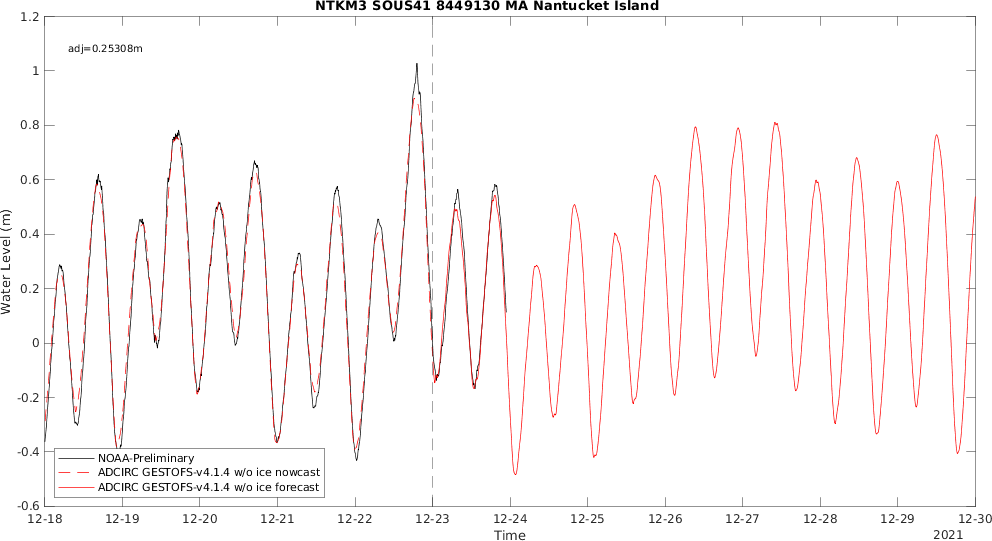 NTKM3 SOUS41 8449130 MA Nantucket Island
adj=0.25308m
Water Level (m)
1.2
1
0.8
0.6
0.4
0.2
0
-0.2
-0.4
-0.6
NOAA-Preliminary
ADCIRC GESTOFS-v4.1.4 w/o ice nowcast
ADCIRC GESTOFS-v4.1.4 w/o ice forecast
12-18 12-19 12-20 12-21 12-22 12-23 12-24 12-25 12-26 12-27 12-28 12-29 12-30
Time
2021